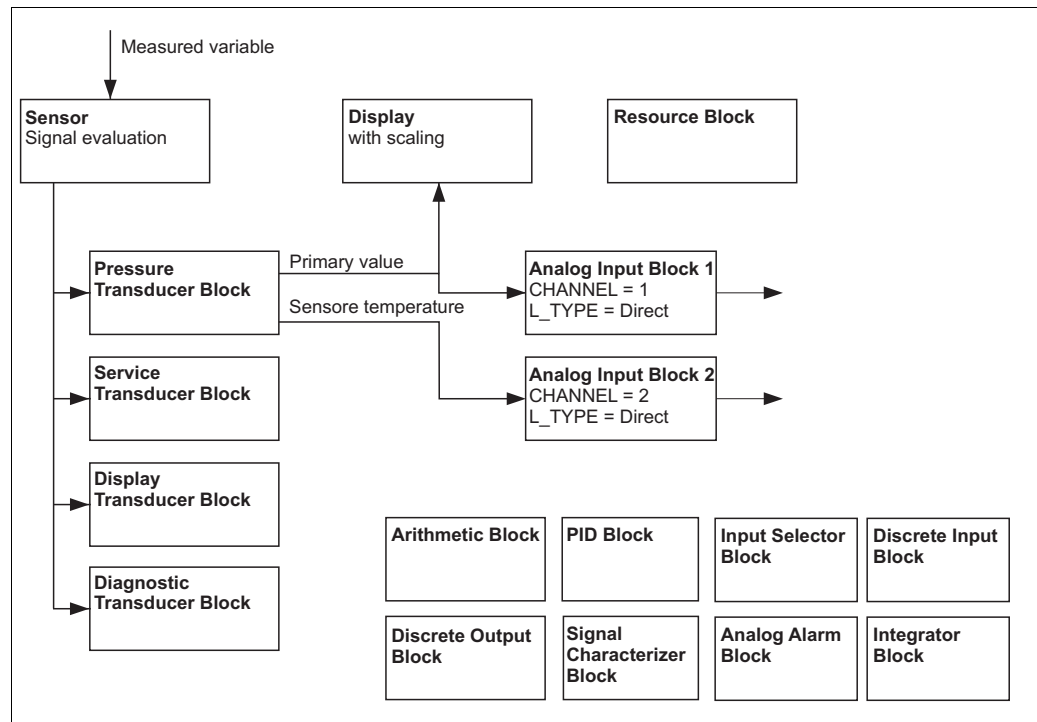 Measured variable
Sensor
Signal evaluation
Display
with scaling
Resource Block
Pressure
Transducer Block
Primary value
Sensore temperature
Analog Input Block 1
CHANNEL = 1
L_TYPE = Direct
Service
Transducer Block
Analog Input Block 2
CHANNEL = 2
L_TYPE = Direct
Display
Transducer Block
Diagnostic
Transducer Block
Arithmetic Block
PID Block
Input Selector
Block
Discrete Input
Block
Discrete Output
Block
Signal
Characterizer
Block
Analog Alarm
Block
Integrator
Block